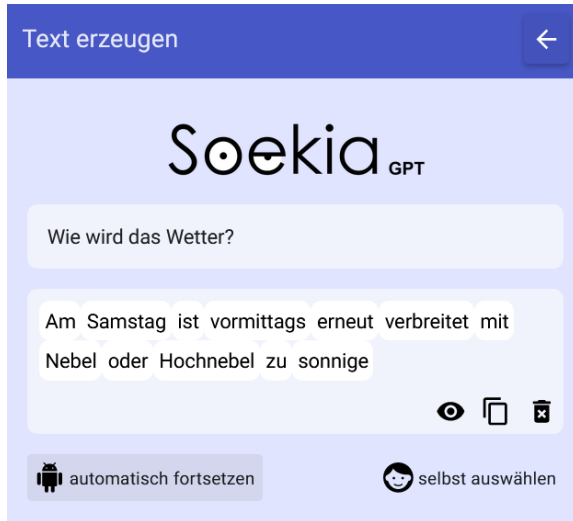 Text erzeugen
Soekia GPT
Wie wird das Wetter?
Am Samstag ist vormittags erneut verbreitet mit
Nebel oder Hochnebel zu sonnige
automatisch fortsetzen
selbst auswählen